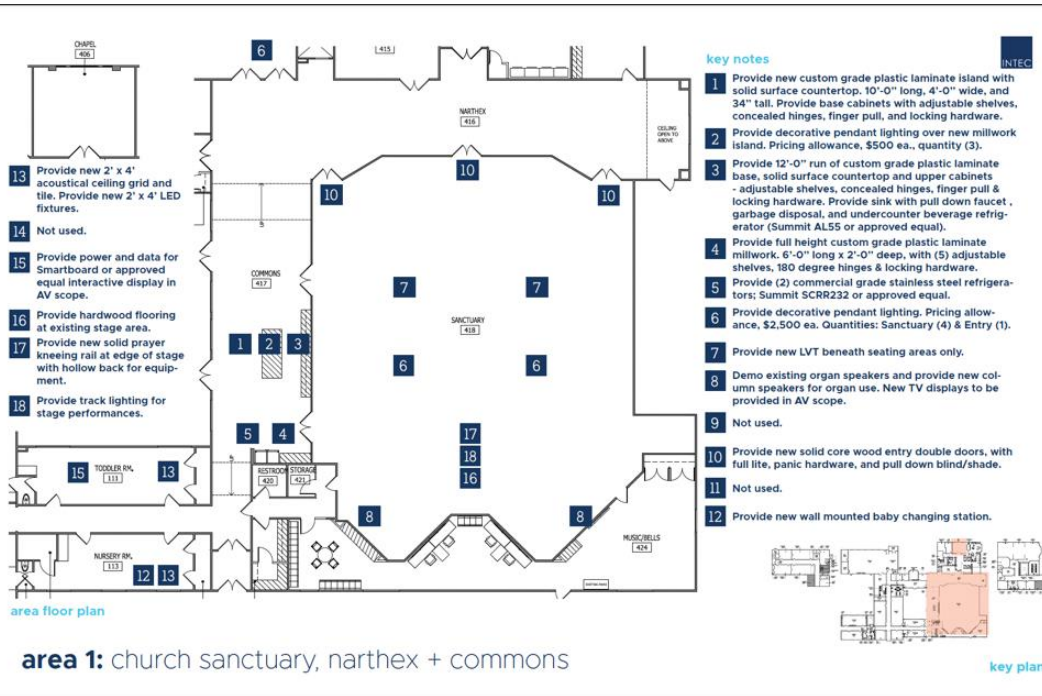 CHAPEL
406
6
415
NARTHEX
416
CEILING
OPEN TO
ABOVE
10
10
10
13 Provide new 2' x 4'
acoustical ceiling grid and
tile. Provide new 2' x 4' LED
fixtures.
14 Not used.
15 Provide power and data for
Smartboard or approved
equal interactive display in
AV scope.
16 Provide hardwood flooring
at existing stage area.
17 Provide new solid prayer
kneeing rail at edge of stage
with hollow back for equip-
ment.
18 Provide track lighting for
stage performances.
COMMONS
417
7
7
SANCTUARY
418
1
2
3
6
6
5
4
17
18
16
RESTROOM
420
STORAGE
421
15
TODDLER RM.
111
13
8
8
MUSIC/BELLS
424
NURSERY RM.
113
12
13
area floor plan
key notes
INTEC
1 Provide new custom grade plastic laminate island with
solid surface countertop. 10'-0" long, 4'-0" wide, and
34" tall. Provide base cabinets with adjustable shelves,
concealed hinges, finger pull, and locking hardware.
2 Provide decorative pendant lighting over new millwork
island. Pricing allowance, $500 ea., quantity (3).
3 Provide 12'-0" run of custom grade plastic laminate
base, solid surface countertop and upper cabinets
- adjustable shelves, concealed hinges, finger pull &
locking hardware. Provide sink with pull down faucet ,
garbage disposal, and undercounter beverage refrig-
erator (Summit AL55 or approved equal).
4 Provide full height custom grade plastic laminate
millwork. 6'-0" long x 2'-0" deep, with (5) adjustable
shelves, 180 degree hinges & locking hardware.
5 Provide (2) commercial grade stainless steel refrigera-
tors; Summit SCRR232 or approved equal.
6 Provide decorative pendant lighting. Pricing allow-
ance, $2,500 ea. Quantities: Sanctuary (4) & Entry (1).
7 Provide new LVT beneath seating areas only.
8 Demo existing organ speakers and provide new col-
umn speakers for organ use. New TV displays to be
provided in AV scope.
9 Not used.
10 Provide new solid core wood entry double doors, with
full lite, panic hardware, and pull down blind/shade.
11 Not used.
12 Provide new wall mounted baby changing station.
area 1: church sanctuary, narthex + commons
key plan